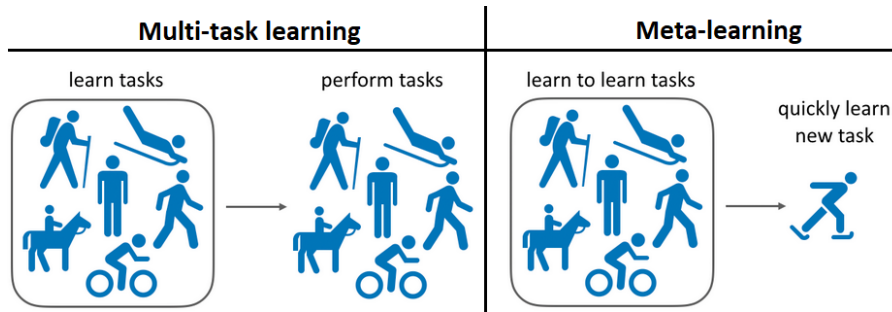 Multi-task learning
learn tasks
perform tasks
Meta-learning
learn to learn tasks
quickly learn
new task